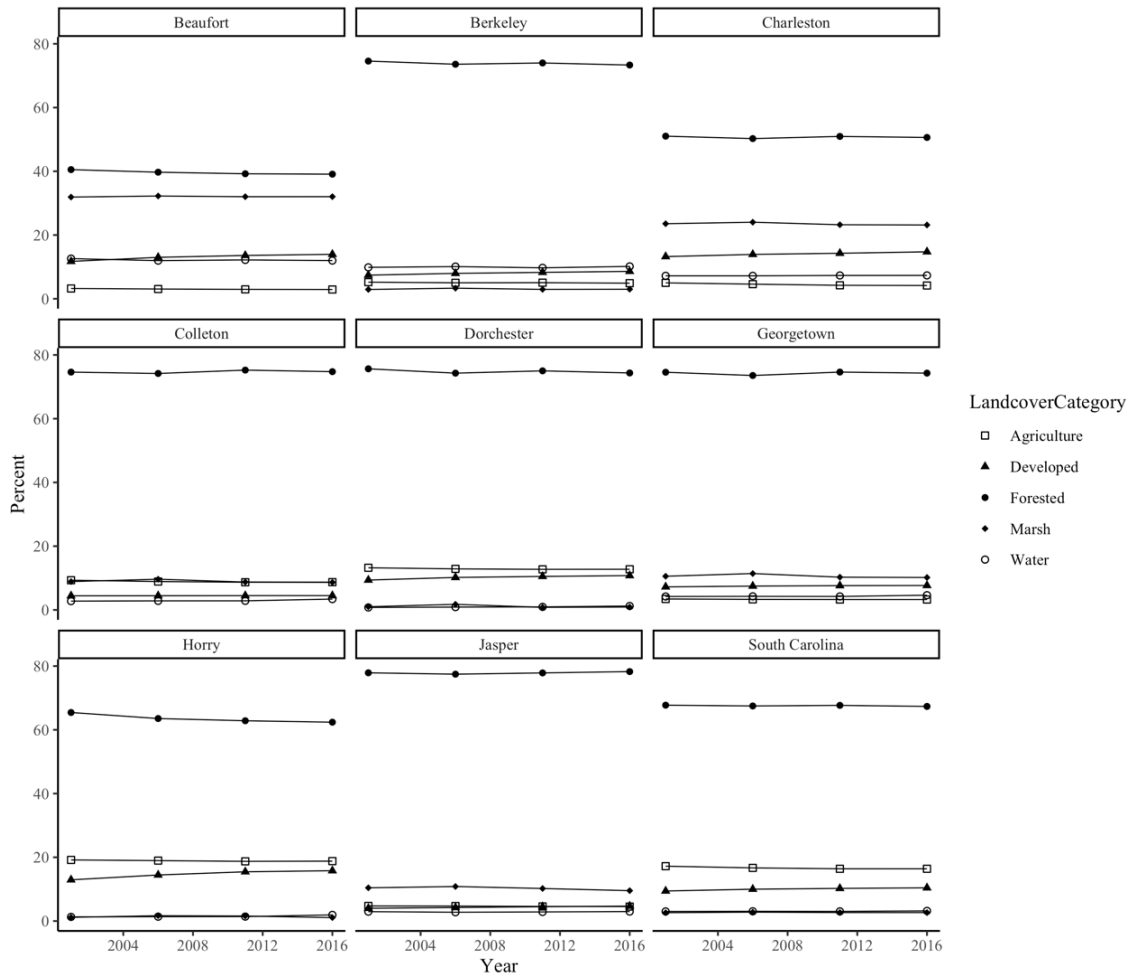 Beaufort Berkeley Charleston
80
60
40
20
0
Colleton Dorchester Georgetown
80
60
40
20
0
Percent
LandcoverCategory
Agriculture
Developed
Forested
Marsh
Water
Horry Jasper South Carolina
80
60
40
20
0
2004 2008 2012 2016 2004 2008 2012 2016 2004 2008 2012 2016
Year